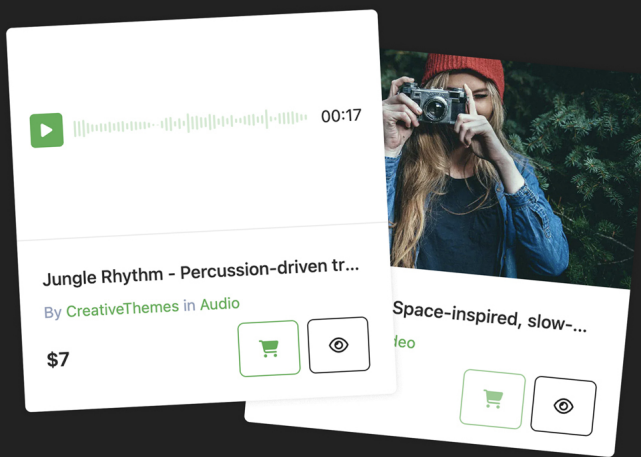 00:17
Jungle Rhythm - Percussion-driven tr...
By CreativeThemes in Audio
$7
Space-inspired, slow-...
deo